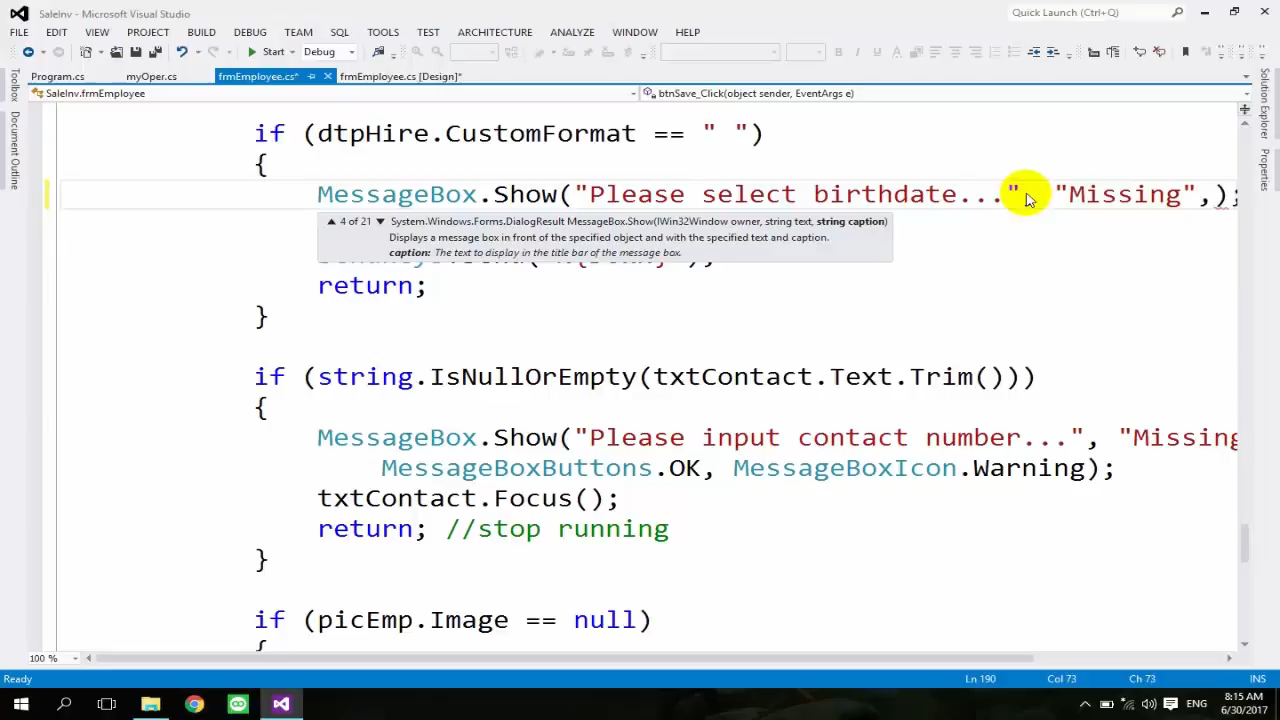 SaleInv - Microsoft Visual Studio
Quick Launch (Ctrl+Q)
FILE EDIT VIEW PROJECT BUILD DEBUG TEAM SQL TOOLS TEST ARCHITECTURE ANALYZE WINDOW HELP
Start Debug
Program.cs myOper.cs frmEmployee.cs* frmEmployee.cs [Design]*
SaleInv.frmEmployee btnSave_Click(object sender, EventArgs e)
Toolbox
Document Outline
Solution Explorer
Properties
if (dtpHire.CustomFormat == " ")
{
MessageBox.Show("Please select birthdate..." "Missing",);
4 of 21 System.Windows.Forms.DialogResult MessageBox.Show(IWin32Window owner, string text, string caption)
Displays a message box in front of the specified object and with the specified text and caption.
caption: The text to display in the title bar of the message box.
return;
}
if (string.IsNullOrEmpty(txtContact.Text.Trim()))
{
MessageBox.Show("Please input contact number...", "Missing
MessageBoxButtons.OK, MessageBoxIcon.Warning);
txtContact.Focus();
return; //stop running
}
if (picEmp.Image == null)
{
100 %
Ready Ln 190 Col 73 Ch 73 INS
ENG 8:15 AM
6/30/2017